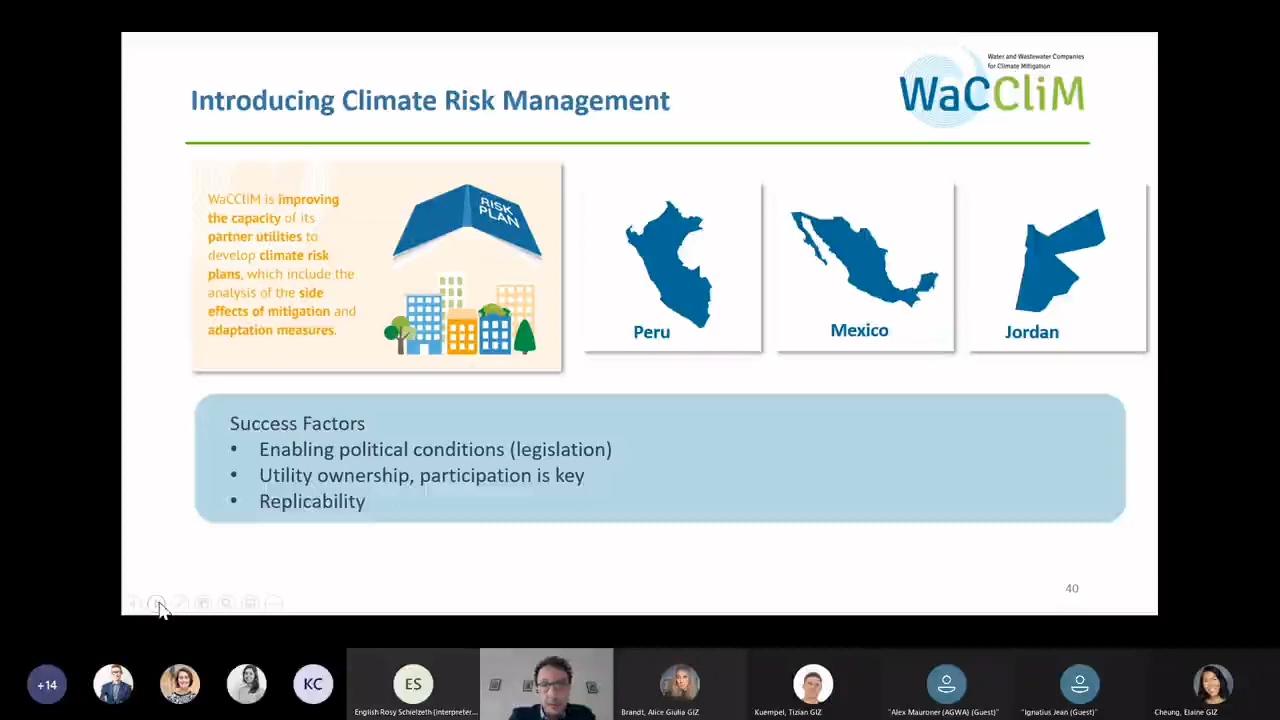 Introducing Climate Risk Management
Water and Wastewater Companies
for Climate Mitigation
WaCCliM
WaCCliM is improving
the capacity of its
partner utilities to
develop climate risk
plans, which include the
analysis of the side
effects of mitigation and
adaptation measures.
RISK
PLAN
Peru
Mexico
Jordan
Success Factors
• Enabling political conditions (legislation)
• Utility ownership, participation is key
• Replicability
40
+14
KC
ES
English Rosy Schielzeth (interpreter...
Brandt, Alice Giulia GIZ
Kuempel, Tizian GIZ
"Alex Mauroner (AGWA) (Guest)"
"Ignatius Jean (Guest)"
Cheung, Elaine GIZ